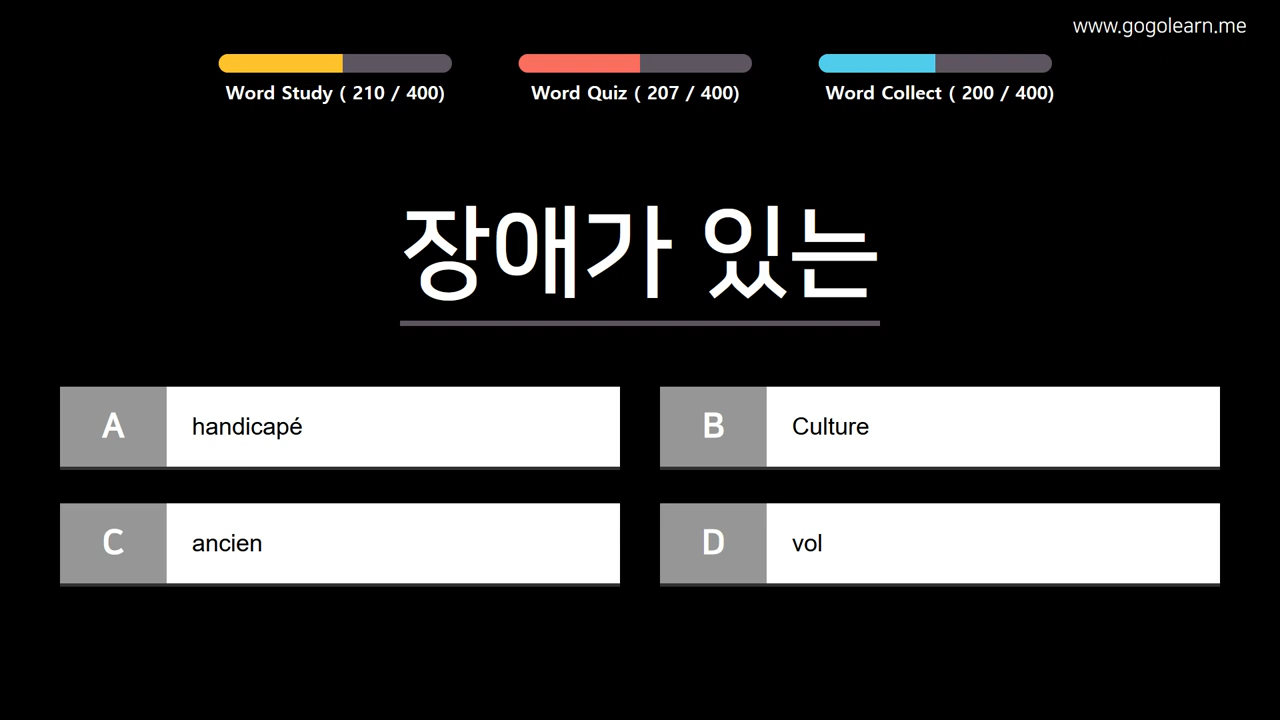 www.gogolearn.me
Word Study ( 210 / 400)
Word Quiz ( 207 / 400)
Word Collect ( 200 / 400)
장애가 있는
A handicapé
B Culture
C ancien
D vol